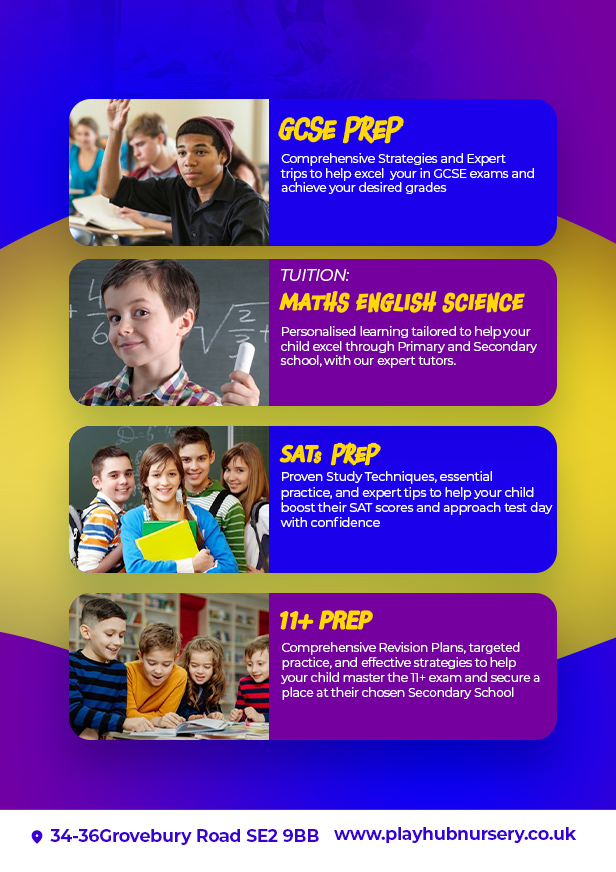 GCSE PREP
Comprehensive Strategies and Expert
trips to help excel your in GCSE exams and
achieve your desired grades
TUITION:
MATHS ENGLISH SCIENCE
Personalised learning tailored to help your
child excel through Primary and Secondary
school, with our expert tutors.
SATs PREP
Proven Study Techniques, essential
practice, and expert tips to help your child
boost their SAT scores and approach test day
with confidence
11+ PREP
Comprehensive Revision Plans, targeted
practice, and effective strategies to help
your child master the 11+ exam and secure a
place at their chosen Secondary School
34-36Grovebury Road SE2 9BB www.playhubnursery.co.uk